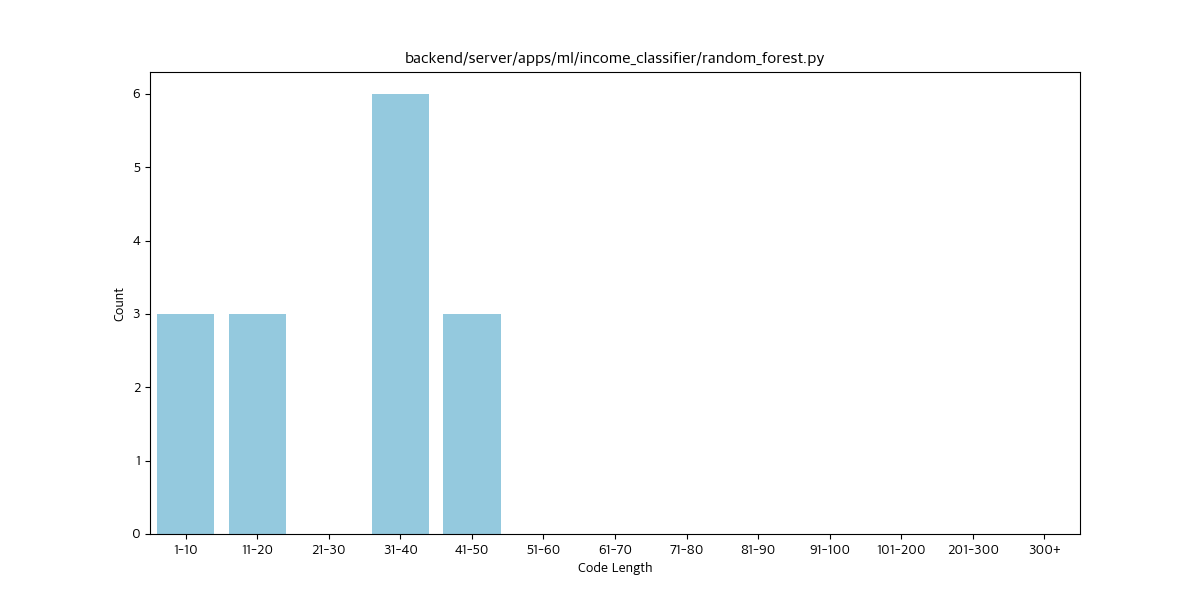 backend/server/apps/ml/income_classifier/random_forest.py
6
5
4
3
2
1
0
Count
1-10 11-20 21-30 31-40 41-50 51-60 61-70 71-80 81-90 91-100 101-200 201-300 300+
Code Length